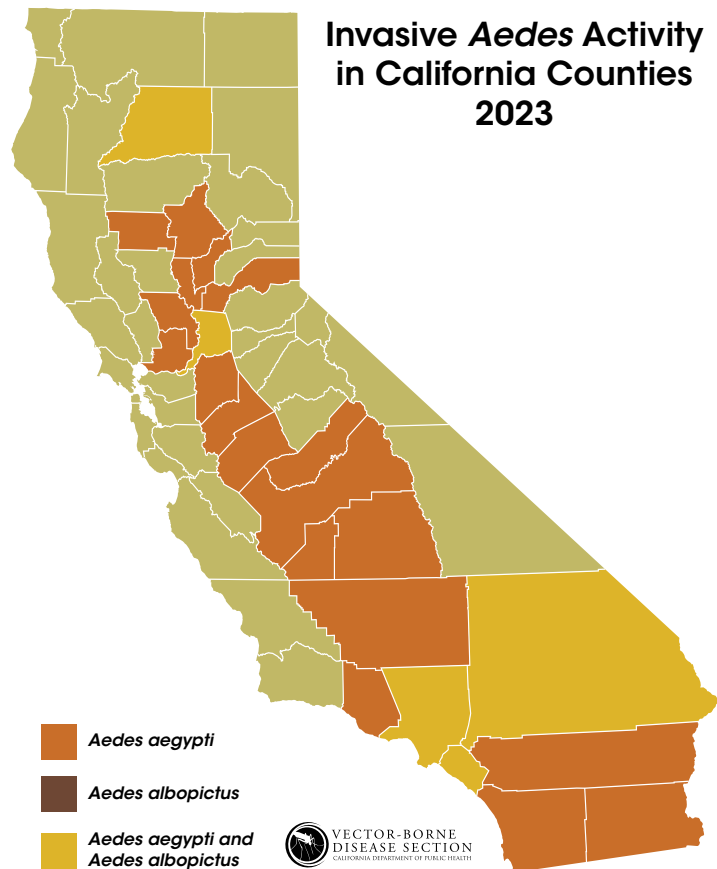 Invasive Aedes Activity
in California Counties
2023
Aedes aegypti
Aedes albopictus
Aedes aegypti and
Aedes albopictus
VECTOR-BORNE
DISEASE SECTION
CALIFORNIA DEPARTMENT OF PUBLIC HEALTH